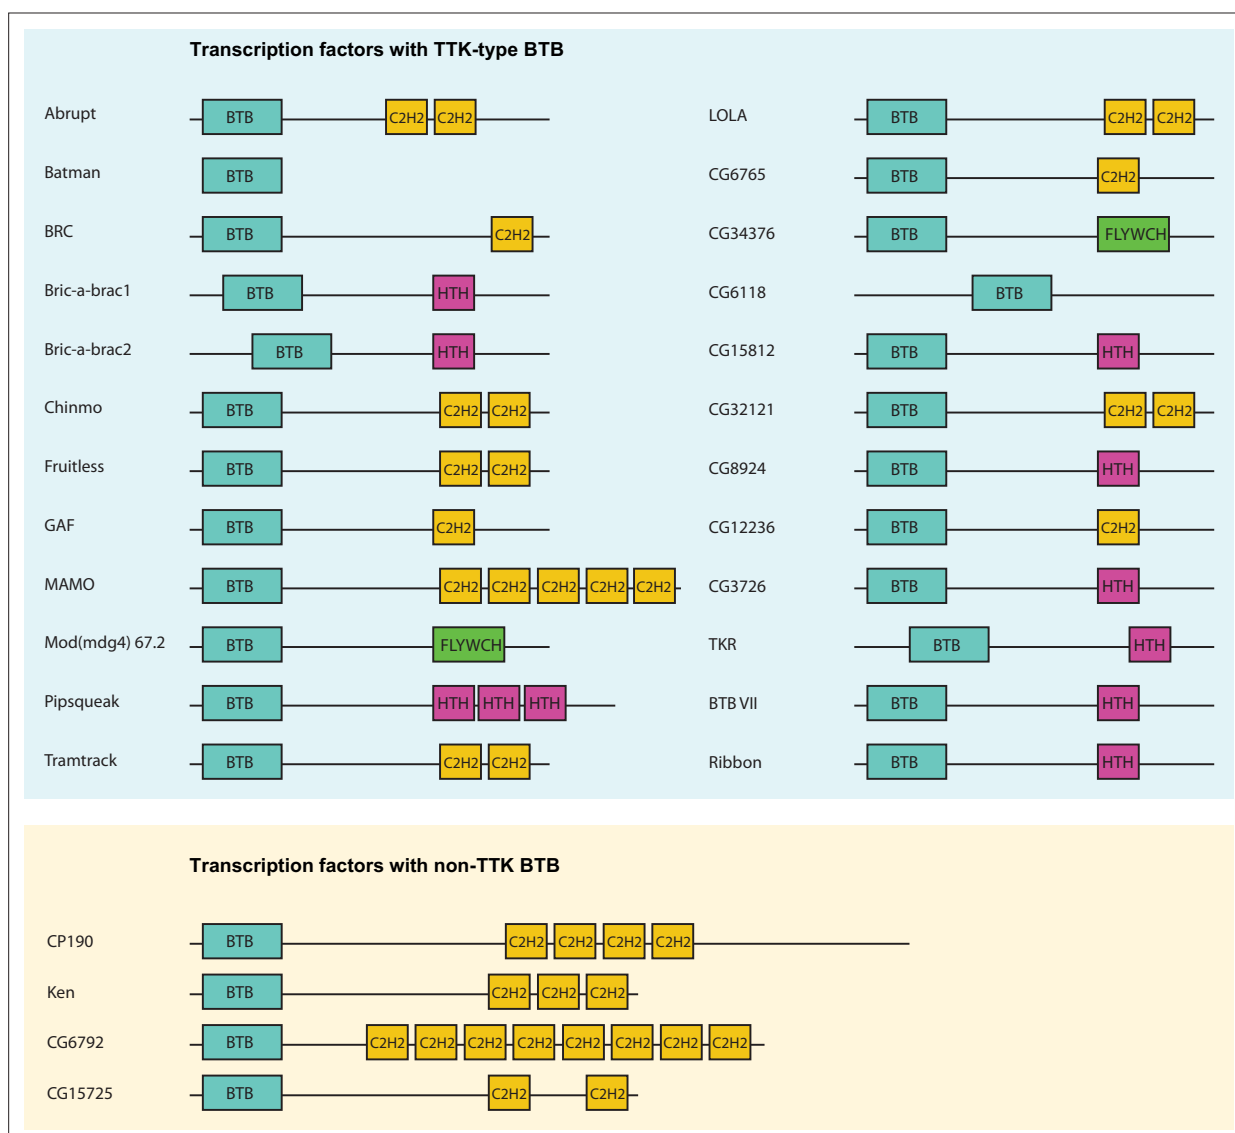 Transcription factors with TTK-type BTB
Abrupt BTB C2H2 C2H2
Batman BTB
BRC BTB C2H2
Bric-a-brac1 BTB HTH
Bric-a-brac2 BTB HTH
Chinmo BTB C2H2 C2H2
Fruitless BTB C2H2 C2H2
GAF BTB C2H2
MAMO BTB C2H2 C2H2 C2H2 C2H2 C2H2
Mod(mdg4) 67.2 BTB FLYWCH
Pipsqueak BTB HTH HTH HTH
Tramtrack BTB C2H2 C2H2
LOLA BTB C2H2 C2H2
CG6765 BTB C2H2
CG34376 BTB FLYWCH
CG6118 BTB
CG15812 BTB HTH
CG32121 BTB C2H2 C2H2
CG8924 BTB HTH
CG12236 BTB C2H2
CG3726 BTB HTH
TKR BTB HTH
BTB VII BTB HTH
Ribbon BTB HTH
Transcription factors with non-TTK BTB
CP190 BTB C2H2 C2H2 C2H2 C2H2
Ken BTB C2H2 C2H2 C2H2
CG6792 BTB C2H2 C2H2 C2H2 C2H2 C2H2 C2H2 C2H2 C2H2
CG15725 BTB C2H2 C2H2